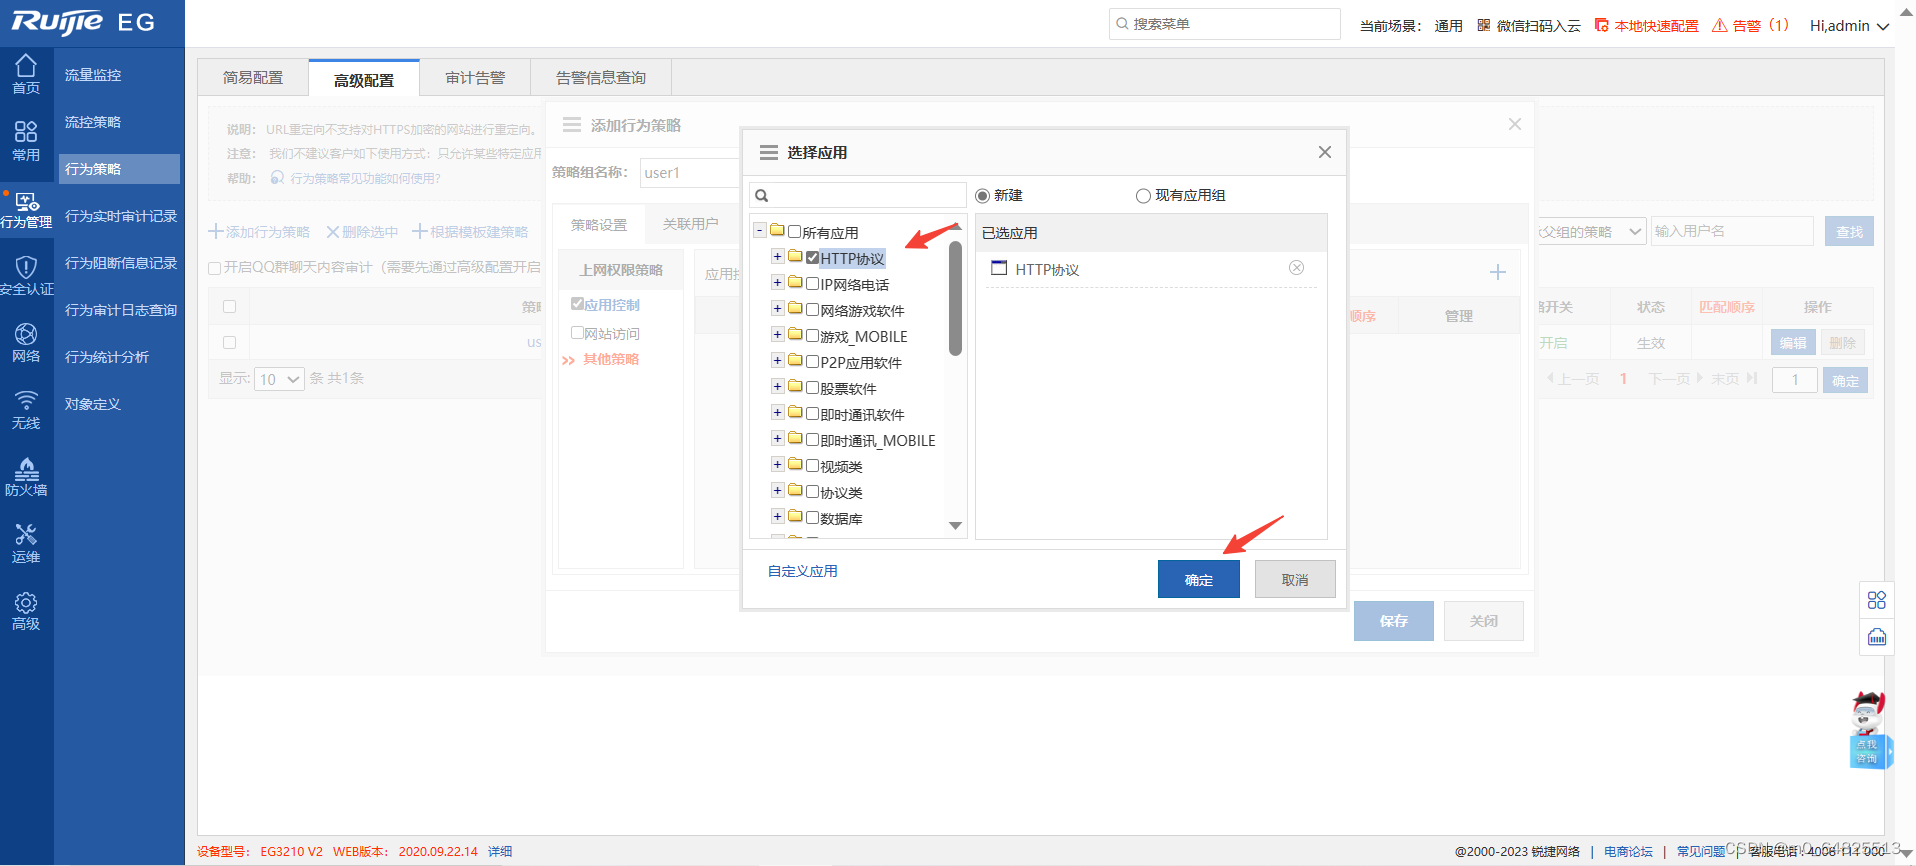 Ruijie EG
搜索菜单
当前场景： 通用 微信扫码入云 本地快速配置 告警（1） Hi,admin
首页
常用
行为管理
安全认证
网络
无线
防火墙
运维
高级
流量监控
流控策略
行为策略
行为实时审计记录
行为阻断信息记录
行为审计日志查询
行为统计分析
对象定义
简易配置 高级配置 审计告警 告警信息查询
说明： URL重定向不支持对HTTPS加密的网站进行重定向。
注意： 我们不建议客户如下使用方式：只允许某些特定应用
帮助： 行为策略常见功能如何使用?
添加行为策略 删除选中 根据模板建策略
父组的策略 输入用户名 查找
开启QQ群聊天内容审计（需要先通过高级配置开启
策 开关 状态 匹配顺序 操作
us 开启 生效 编辑 删除
显示: 10 条 共1条 上一页 1 下一页 末页 1 确定
添加行为策略
策略组名称： user1
策略设置 关联用户
上网权限策略
应用控制
网站访问
其他策略
应用
顺序 管理
保存 关闭
选择应用
新建 现有应用组
所有应用
HTTP协议
IP网络电话
网络游戏软件
游戏_MOBILE
P2P应用软件
股票软件
即时通讯软件
即时通讯_MOBILE
视频类
协议类
数据库
已选应用
HTTP协议
自定义应用 确定 取消
点我
咨询
设备型号： EG3210 V2 WEB版本： 2020.09.22.14 详细
@2000-2023 锐捷网络 | 电商论坛 | 常见问题 | 客服电话：4008 111 000